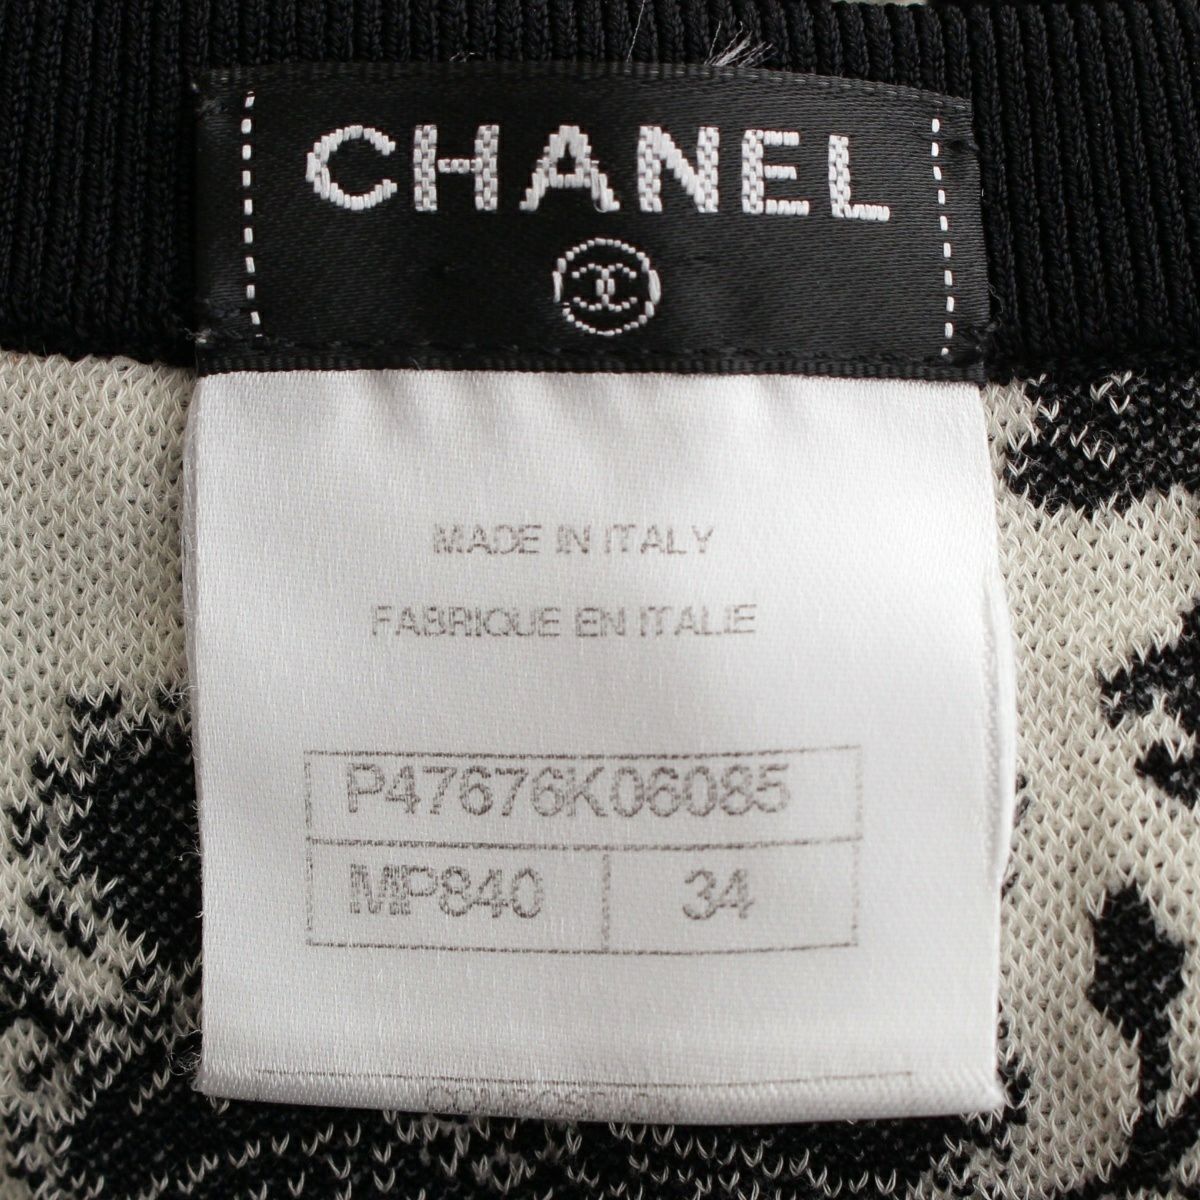 CHANEL
MADE IN ITALY
FABRIQUE EN ITALIE
P47676K06085
MP840 34